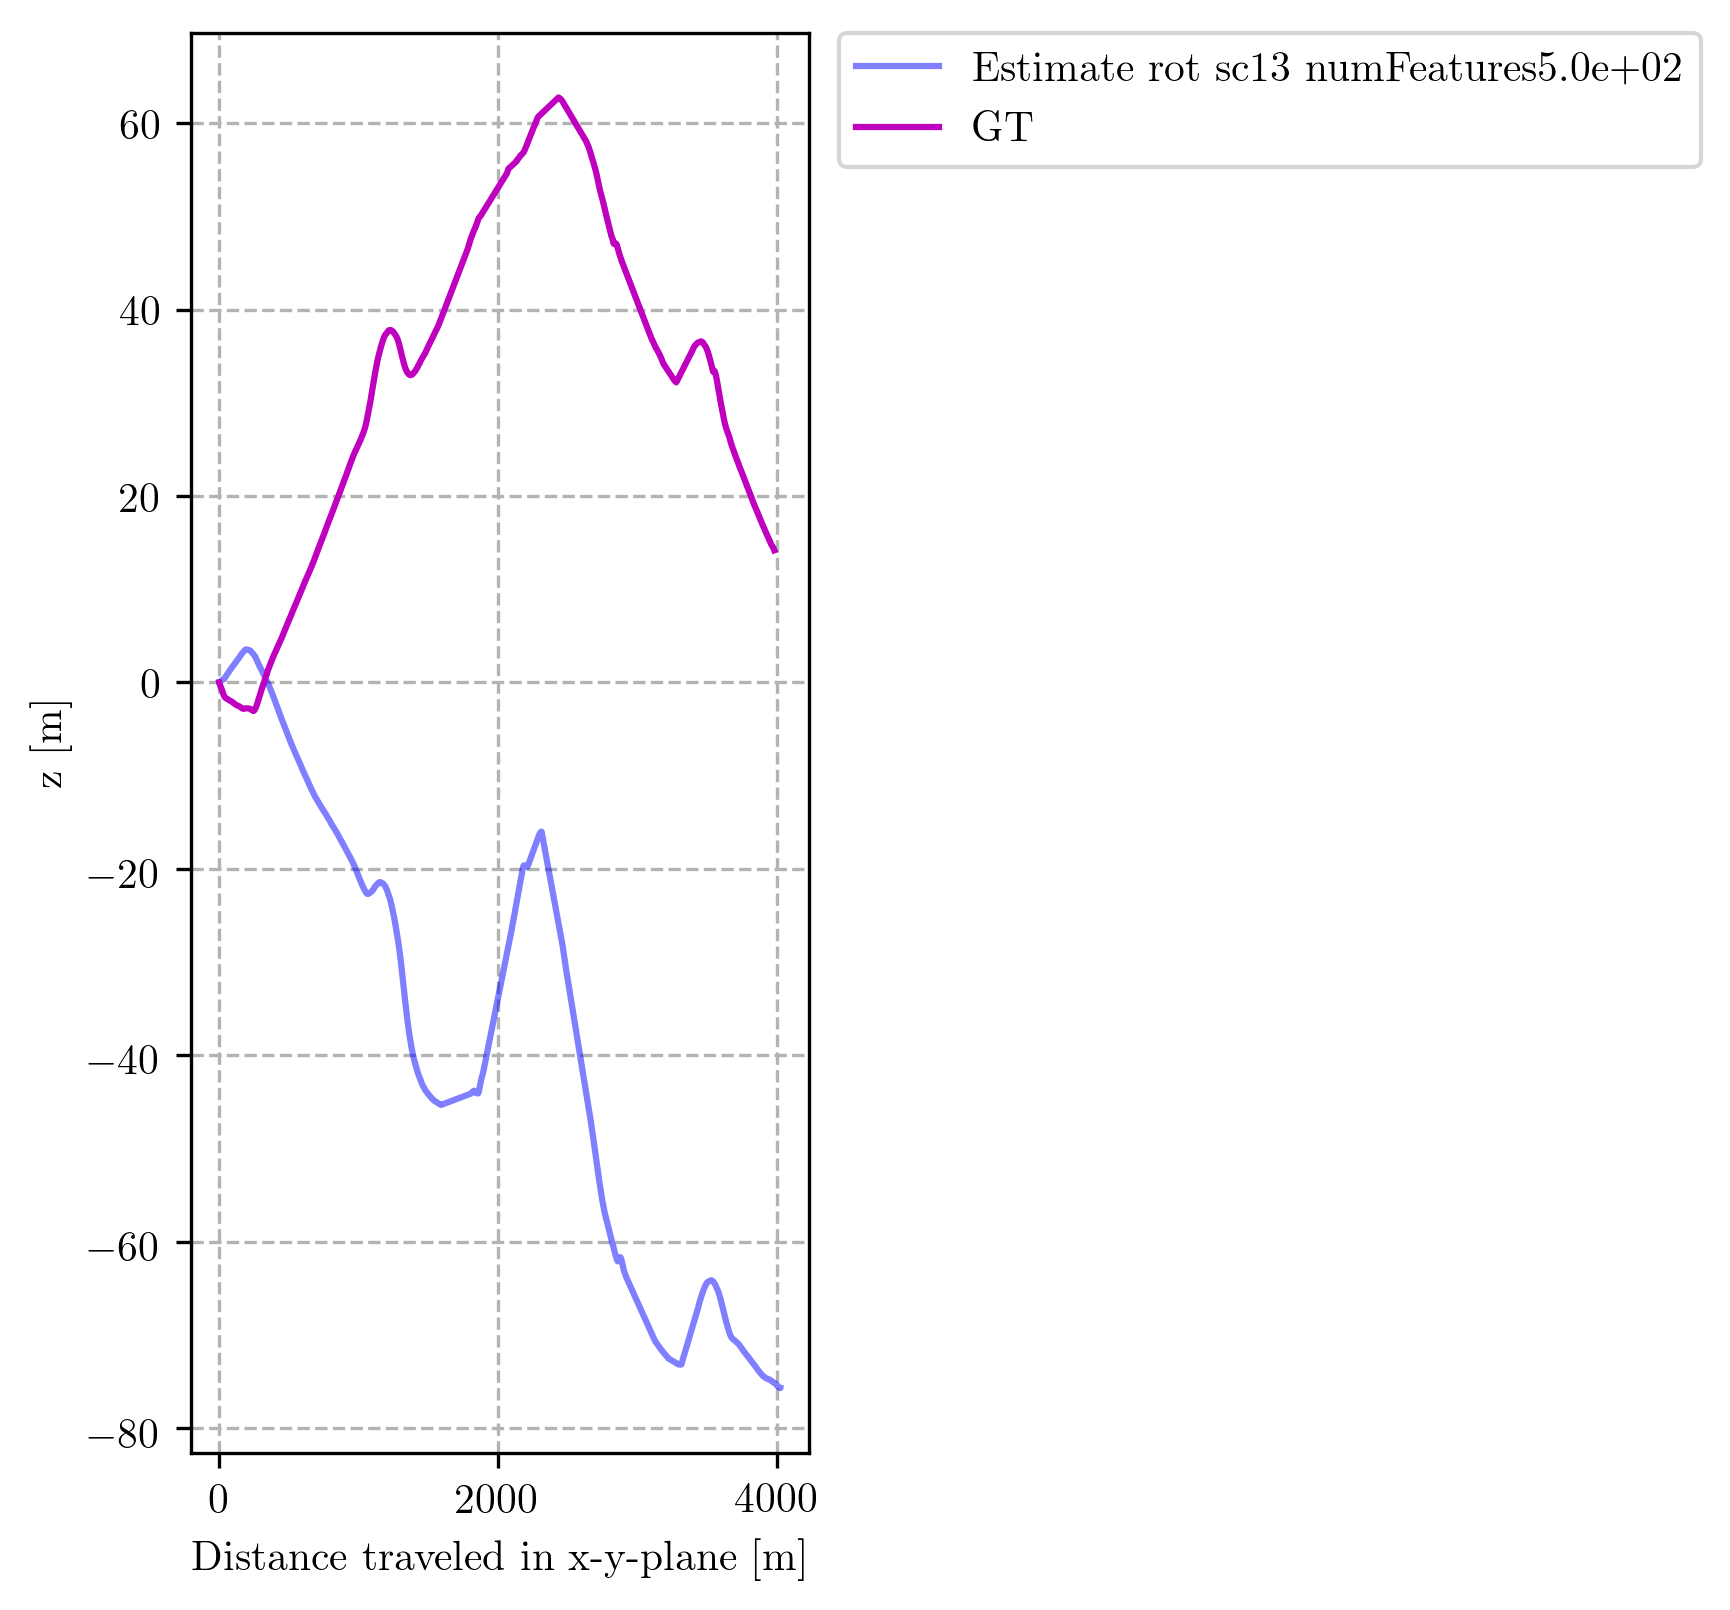 Estimate rot sc13 numFeatures5.0e+02
GT
60
40
20
0
−20
−40
−60
−80
z [m]
0 2000 4000
Distance traveled in x-y-plane [m]